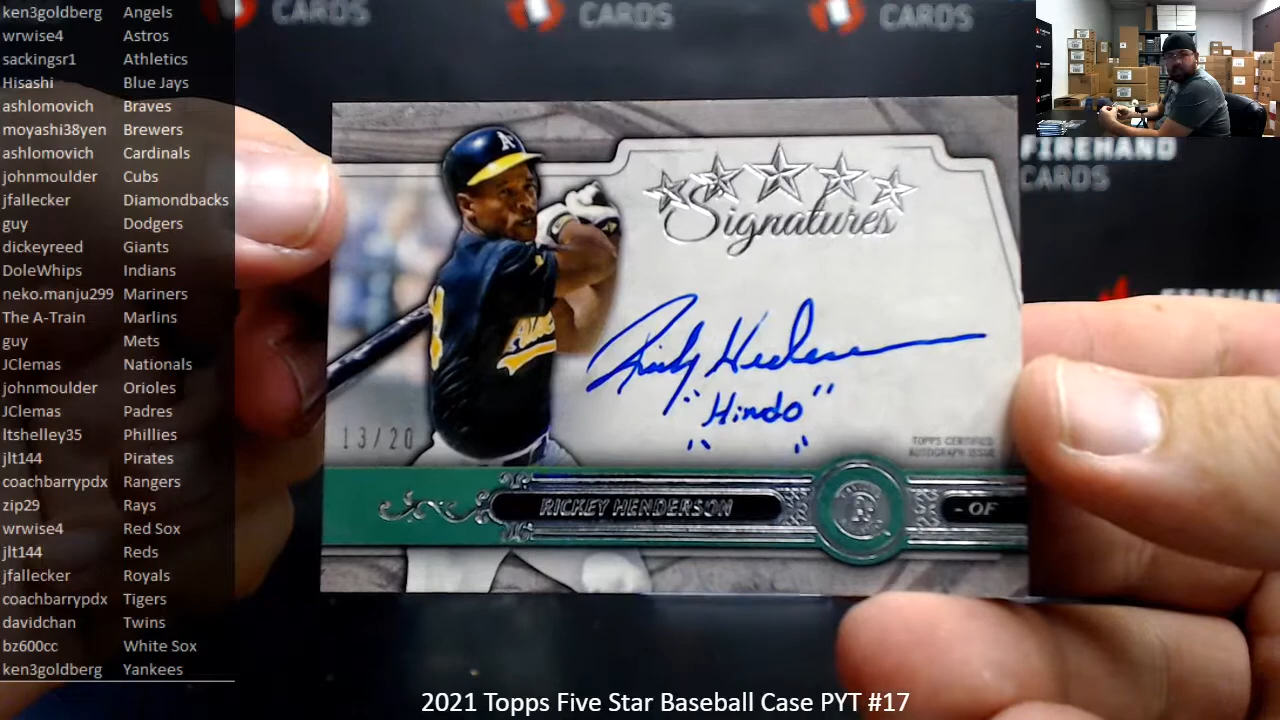 ken3goldberg Angels
wrwise4 Astros
sackingsr1 Athletics
Hisashi Blue Jays
ashlomovich Braves
moyashi38yen Brewers
ashlomovich Cardinals
johnmoulder Cubs
jfallecker Diamondbacks
guy Dodgers
dickeyreed Giants
DoleWhips Indians
neko.manju299 Mariners
The A-Train Marlins
guy Mets
JClemas Nationals
johnmoulder Orioles
JClemas Padres
ltshelley35 Phillies
jlt144 Pirates
coachbarrypdx Rangers
zip29 Rays
wrwise4 Red Sox
jlt144 Reds
jfallecker Royals
coachbarrypdx Tigers
davidchan Twins
bz600cc White Sox
ken3goldberg Yankees
CARDS
CARDS
CARDS
FIREHAND
CARDS
A's
Signatures
Rickey Henderson
"Hindo"
" "
13/20
TOPPS CERTIFIED
AUTOGRAPH ISSUE
RICKEY HENDERSON
- OF
2021 Topps Five Star Baseball Case PYT #17